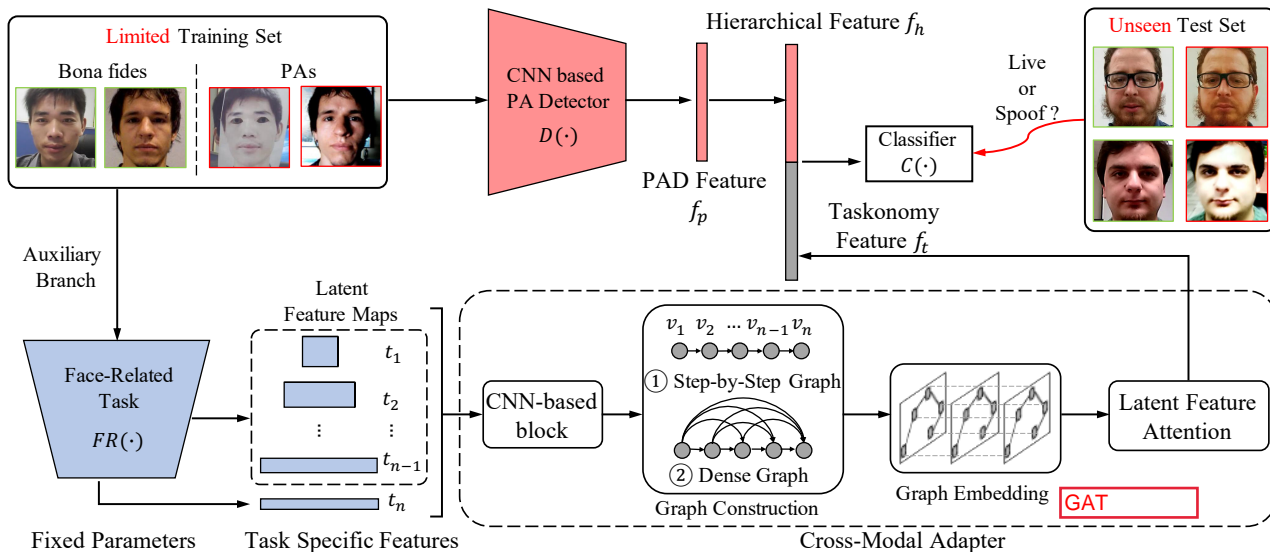 Limited Training Set
Bona fides
PAs
CNN based
PA Detector
D(·)
Hierarchical Feature f_h
PAD Feature
f_p
Live
or
Spoof ?
Classifier
C(·)
Unseen Test Set
Taskonomy
Feature f_t
Auxiliary
Branch
Face-Related
Task
FR(·)
Fixed Parameters
Latent
Feature Maps
t_1
t_2
⋮ ⋮
t_{n−1}
t_n
Task Specific Features
CNN-based
block
v_1 v_2 ... v_{n−1} v_n
① Step-by-Step Graph
② Dense Graph
Graph Construction
Graph Embedding
GAT
Latent Feature
Attention
Cross-Modal Adapter